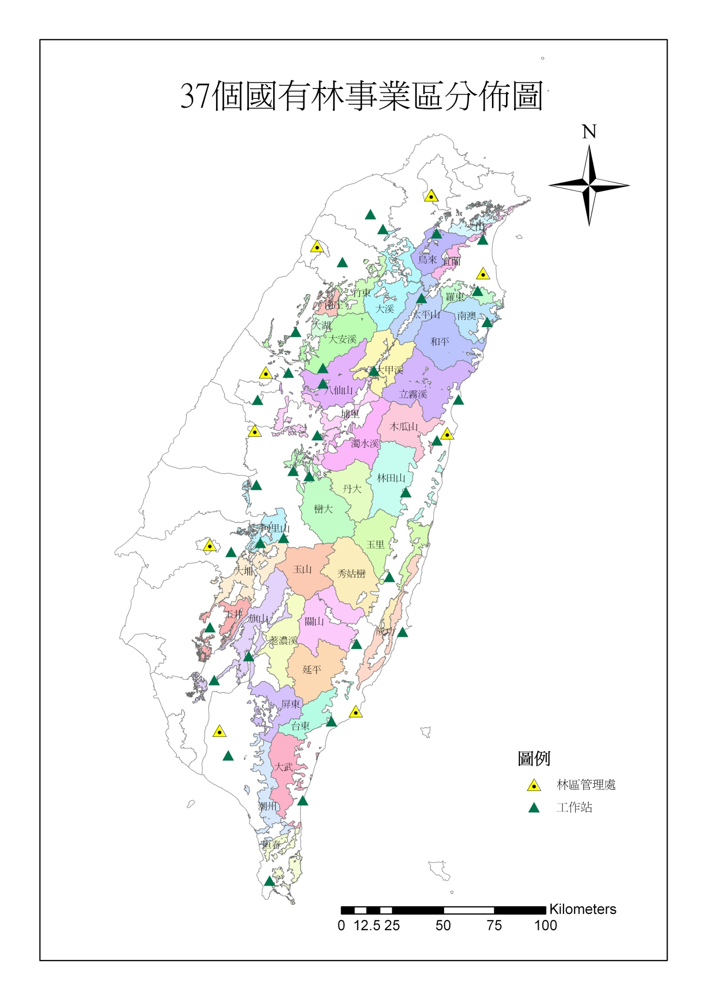 37個國有林事業區分佈圖
N
文山
烏來
宜蘭
竹東
羅東
南庄
大溪
太平山
南澳
大湖
大安溪
和平
大甲溪
八仙山
立霧溪
埔里
木瓜山
濁水溪
林田山
丹大
巒大
阿里山
玉里
大埔
玉山
秀姑巒
玉井
旗山
關山
成功
荖濃溪
延平
屏東
台東
大武
潮州
恒春
圖例
林區管理處
工作站
Kilometers
0 12.5 25 50 75 100